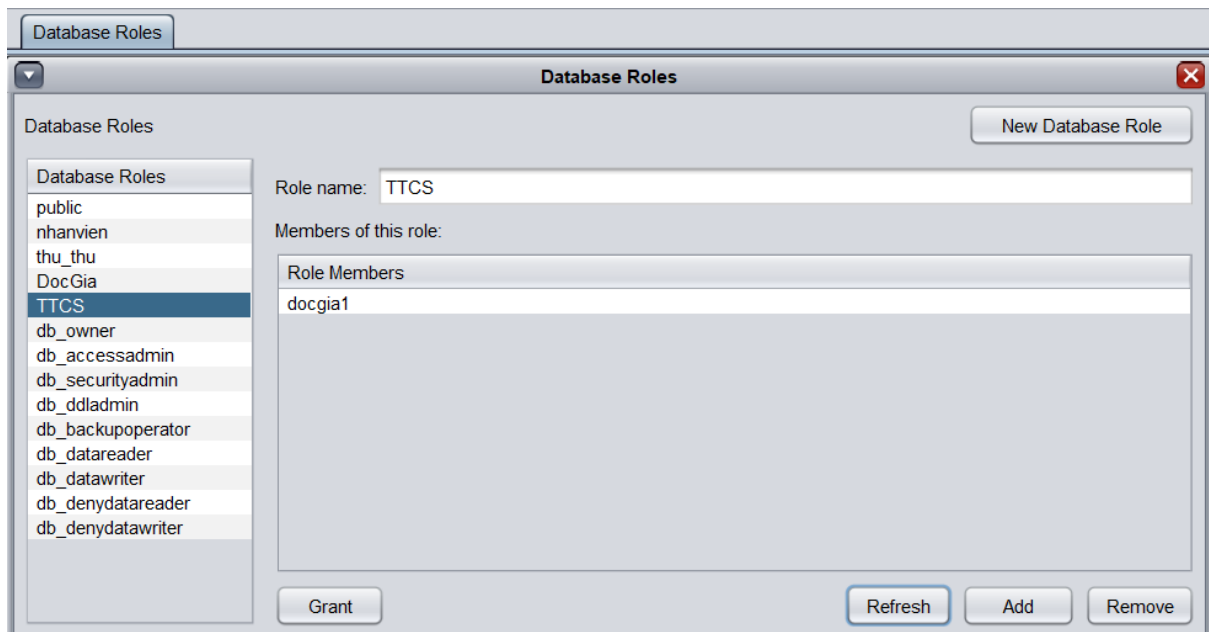 Database Roles
Database Roles
Database Roles
New Database Role
Database Roles
public
nhanvien
thu_thu
DocGia
TTCS
db_owner
db_accessadmin
db_securityadmin
db_ddladmin
db_backupoperator
db_datareader
db_datawriter
db_denydatareader
db_denydatawriter
Role name: TTCS
Members of this role:
Role Members
docgia1
Grant
Refresh
Add
Remove